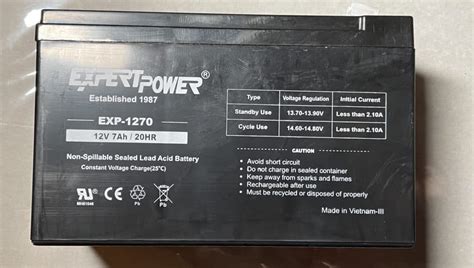 EXPERTPOWER®
Established 1987
EXP-1270
12V 7Ah / 20HR
Non-Spillable Sealed Lead Acid Battery
Constant Voltage Charge(25°C)
Pb
Pb
Type Voltage Regulation Initial Current
Standby Use 13.70-13.90V Less than 2.10A
Cycle Use 14.60-14.80V Less than 2.10A
CAUTION:
• Avoid short circuit
• Do not charge in sealed container
• Keep away from sparks and flames
• Rechargeable after use
• Must be recycled or disposed of properly
Made in Vietnam-III